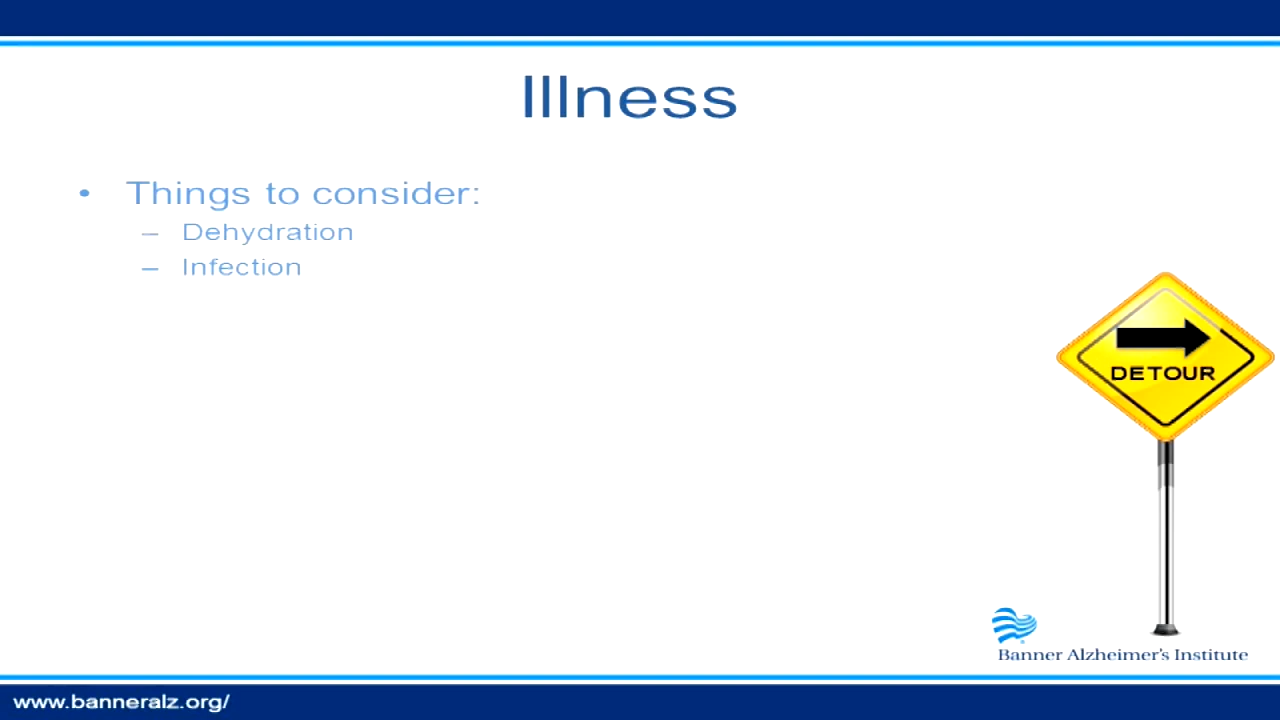 Illness
• Things to consider:
– Dehydration
– Infection
DETOUR
Banner Alzheimer's Institute
www.banneralz.org/